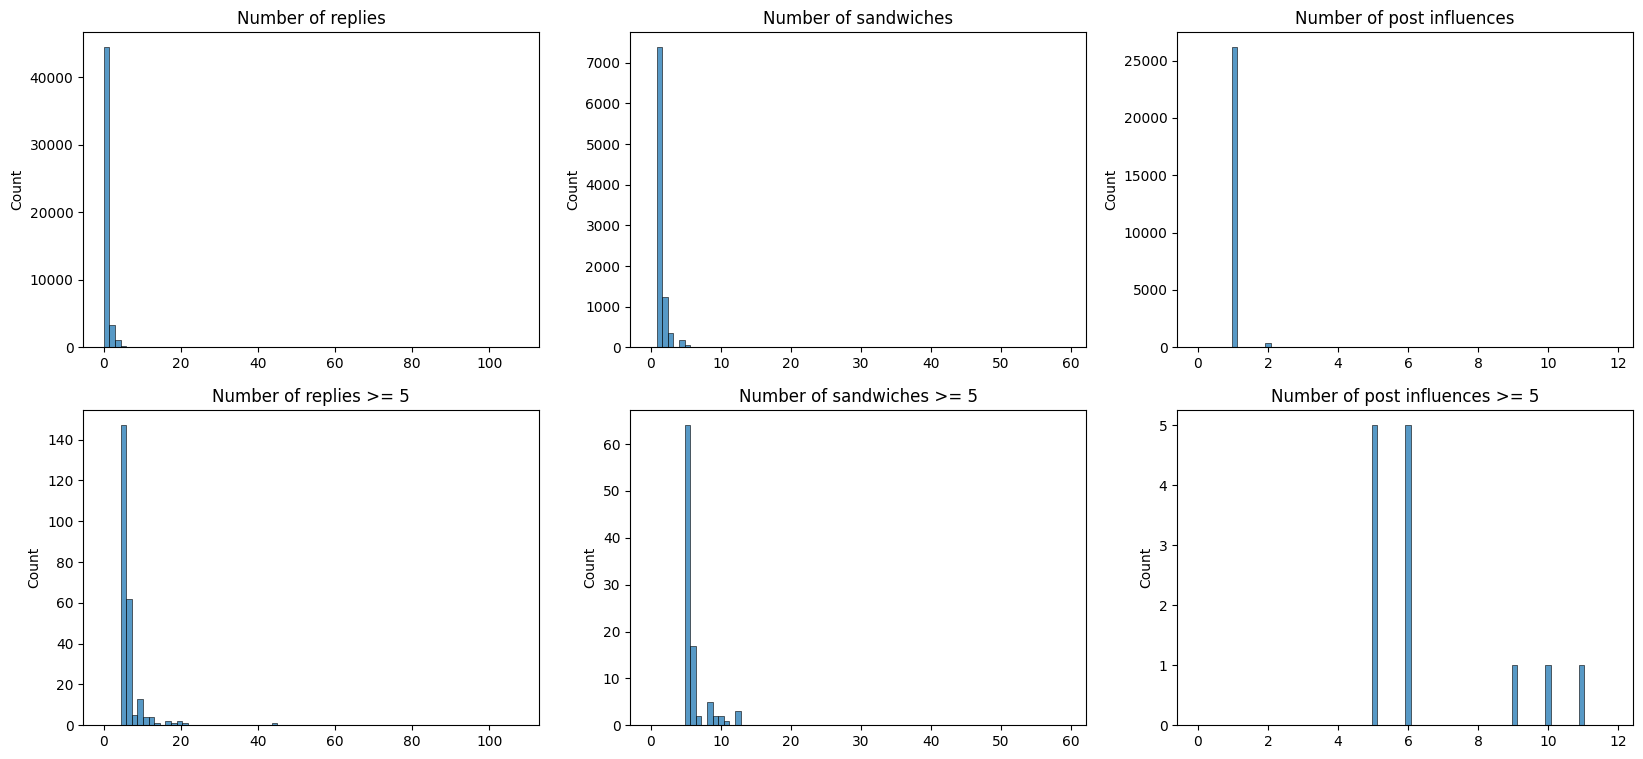 Number of replies
Count
40000
30000
20000
10000
0
0 20 40 60 80 100
Number of sandwiches
Count
7000
6000
5000
4000
3000
2000
1000
0
0 10 20 30 40 50 60
Number of post influences
Count
25000
20000
15000
10000
5000
0
0 2 4 6 8 10 12
Number of replies >= 5
Count
140
120
100
80
60
40
20
0
0 20 40 60 80 100
Number of sandwiches >= 5
Count
60
50
40
30
20
10
0
0 10 20 30 40 50 60
Number of post influences >= 5
Count
5
4
3
2
1
0
0 2 4 6 8 10 12